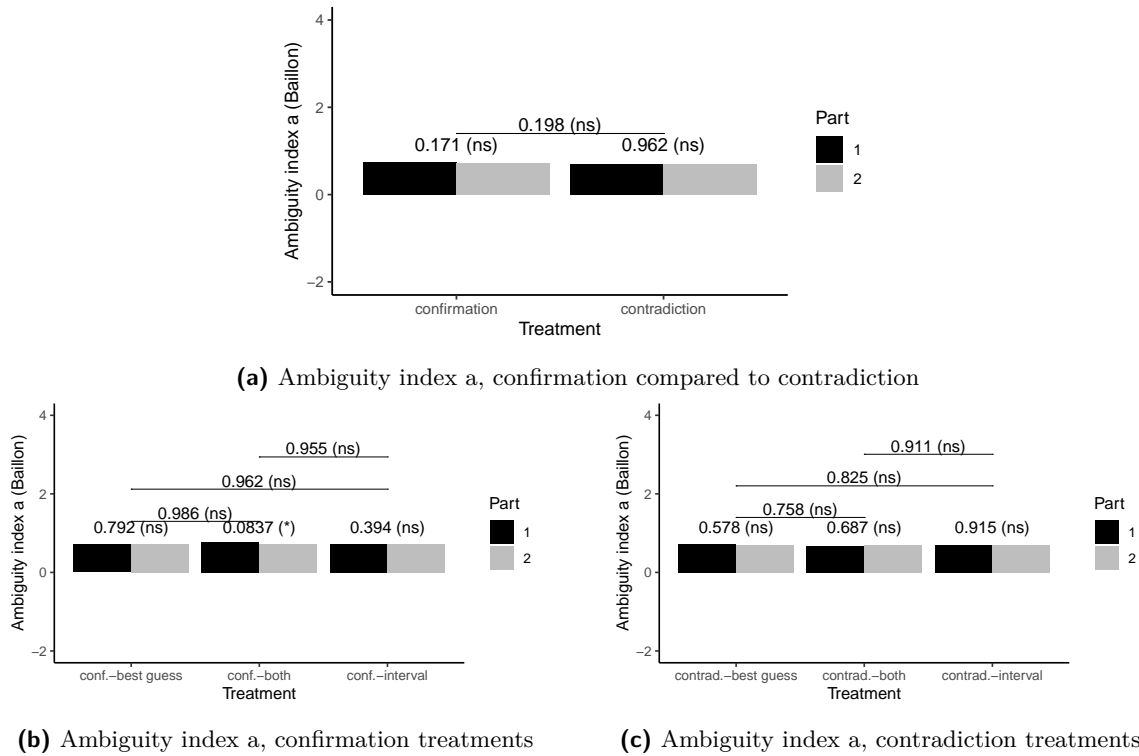 Ambiguity index a (Baillon)
4
2
0
−2
0.198 (ns)
0.171 (ns)
0.962 (ns)
confirmation
contradiction
Treatment
Part
1
2
(a) Ambiguity index a, confirmation compared to contradiction
Ambiguity index a (Baillon)
4
2
0
−2
0.955 (ns)
0.962 (ns)
0.986 (ns)
0.792 (ns)
0.0837 (*)
0.394 (ns)
conf.−best guess
conf.−both
conf.−interval
Treatment
Part
1
2
(b) Ambiguity index a, confirmation treatments
Ambiguity index a (Baillon)
4
2
0
−2
0.911 (ns)
0.825 (ns)
0.758 (ns)
0.578 (ns)
0.687 (ns)
0.915 (ns)
contrad.−best guess
contrad.−both
contrad.−interval
Treatment
Part
1
2
(c) Ambiguity index a, contradiction treatments